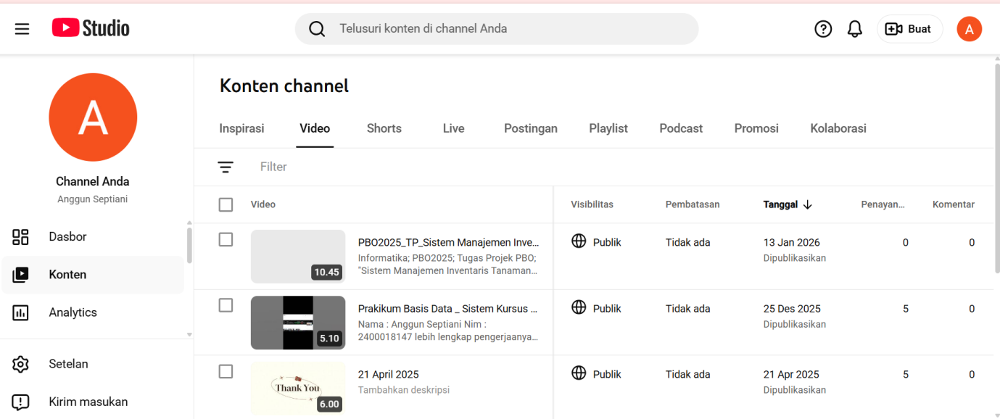 Studio
Telusuri konten di channel Anda
Buat
A
A
Channel Anda
Anggun Septiani
Dasbor
Konten
Analytics
Setelan
Kirim masukan
Konten channel
Inspirasi Video Shorts Live Postingan Playlist Podcast Promosi Kolaborasi
Filter
Video Visibilitas Pembatasan Tanggal Penayan... Komentar
10.45
PBO2025_TP_Sistem Manajemen Inve...
Informatika; PBO2025; Tugas Projek PBO;
"Sistem Manajemen Inventaris Tanaman...
Publik Tidak ada 13 Jan 2026 0 0
Dipublikasikan
5.10
Prakikum Basis Data _ Sistem Kursus ...
Nama : Anggun Septiani Nim :
2400018147 lebih lengkap pengerjaanya...
Publik Tidak ada 25 Des 2025 5 0
Dipublikasikan
Thank You
6.00
21 April 2025
Tambahkan deskripsi
Publik Tidak ada 21 Apr 2025 5 0
Dipublikasikan